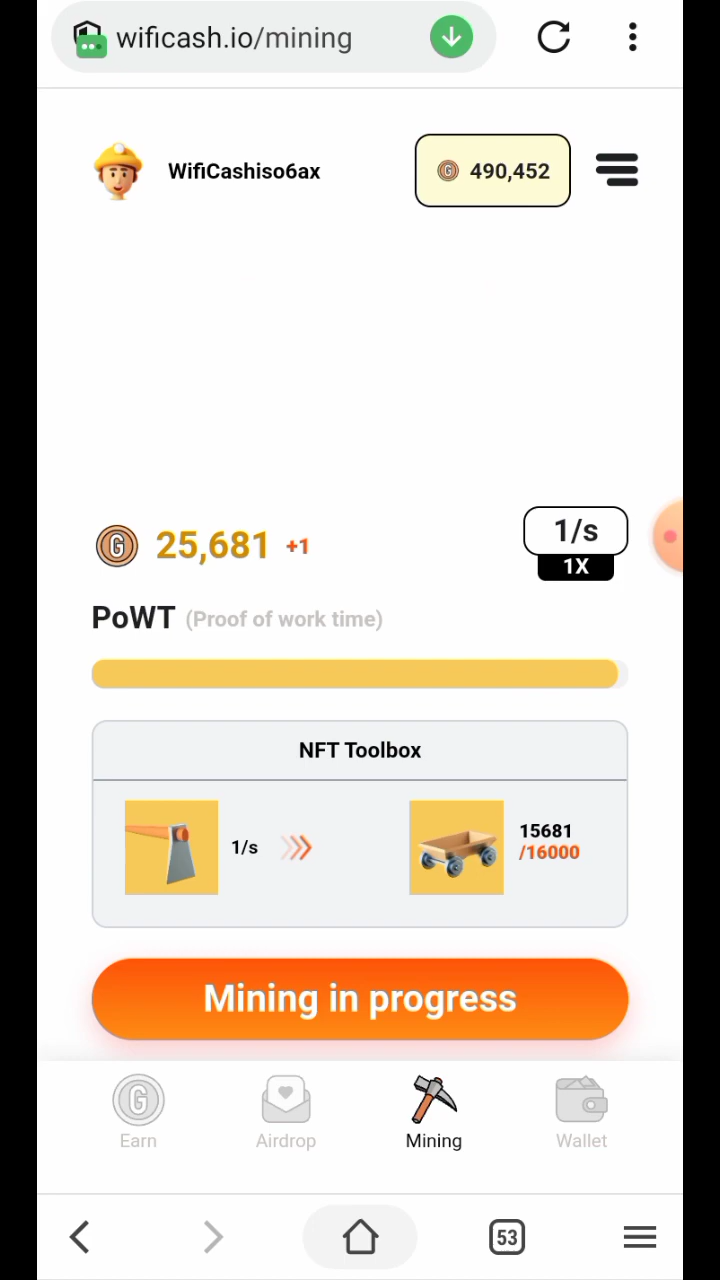 wificash.io/mining
WifiCashiso6ax
G 490,452
G 25,681 +1
1/s
1X
PoWT (Proof of work time)
NFT Toolbox
1/s
15681
/16000
Mining in progress
G
Earn Airdrop Mining Wallet
53